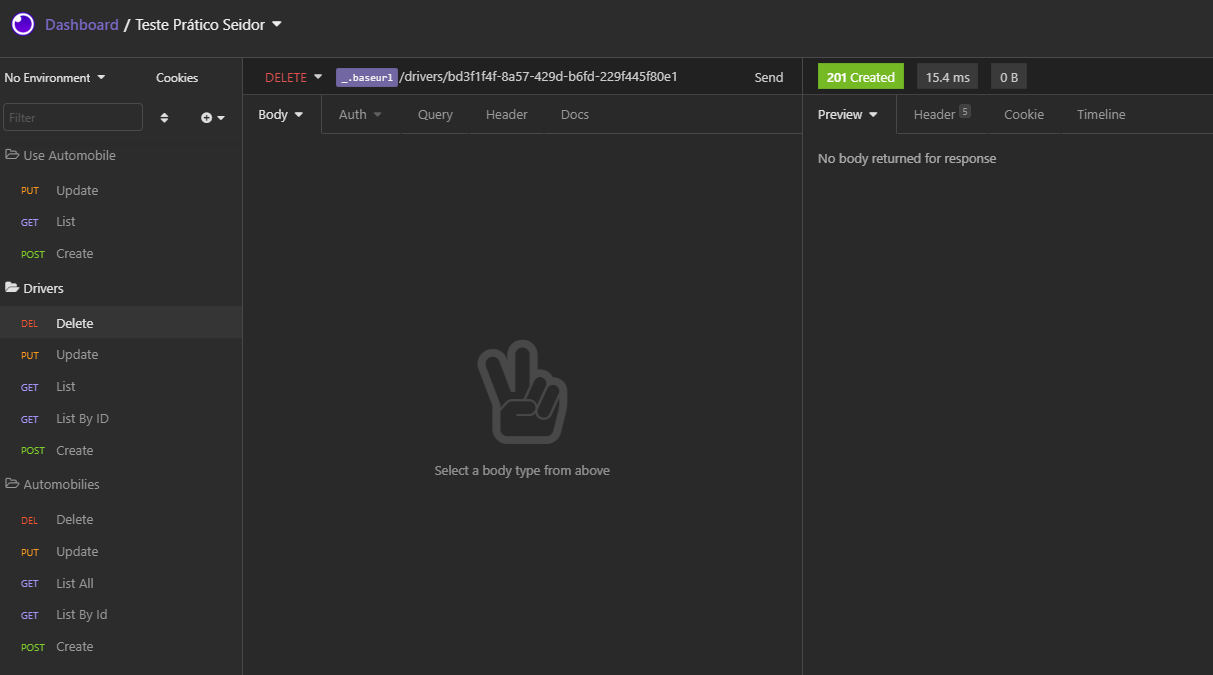 Dashboard / Teste Prático Seidor
No Environment
Cookies
DELETE
_.baseurl/drivers/bd3f1f4f-8a57-429d-b6fd-229f445f80e1
Send
201 Created
15.4 ms
0 B
Filter
Body
Auth
Query
Header
Docs
Preview
Header 5
Cookie
Timeline
Use Automobile
PUT Update
GET List
POST Create
Drivers
DEL Delete
PUT Update
GET List
GET List By ID
POST Create
Automobilies
DEL Delete
PUT Update
GET List All
GET List By Id
POST Create
Select a body type from above
No body returned for response